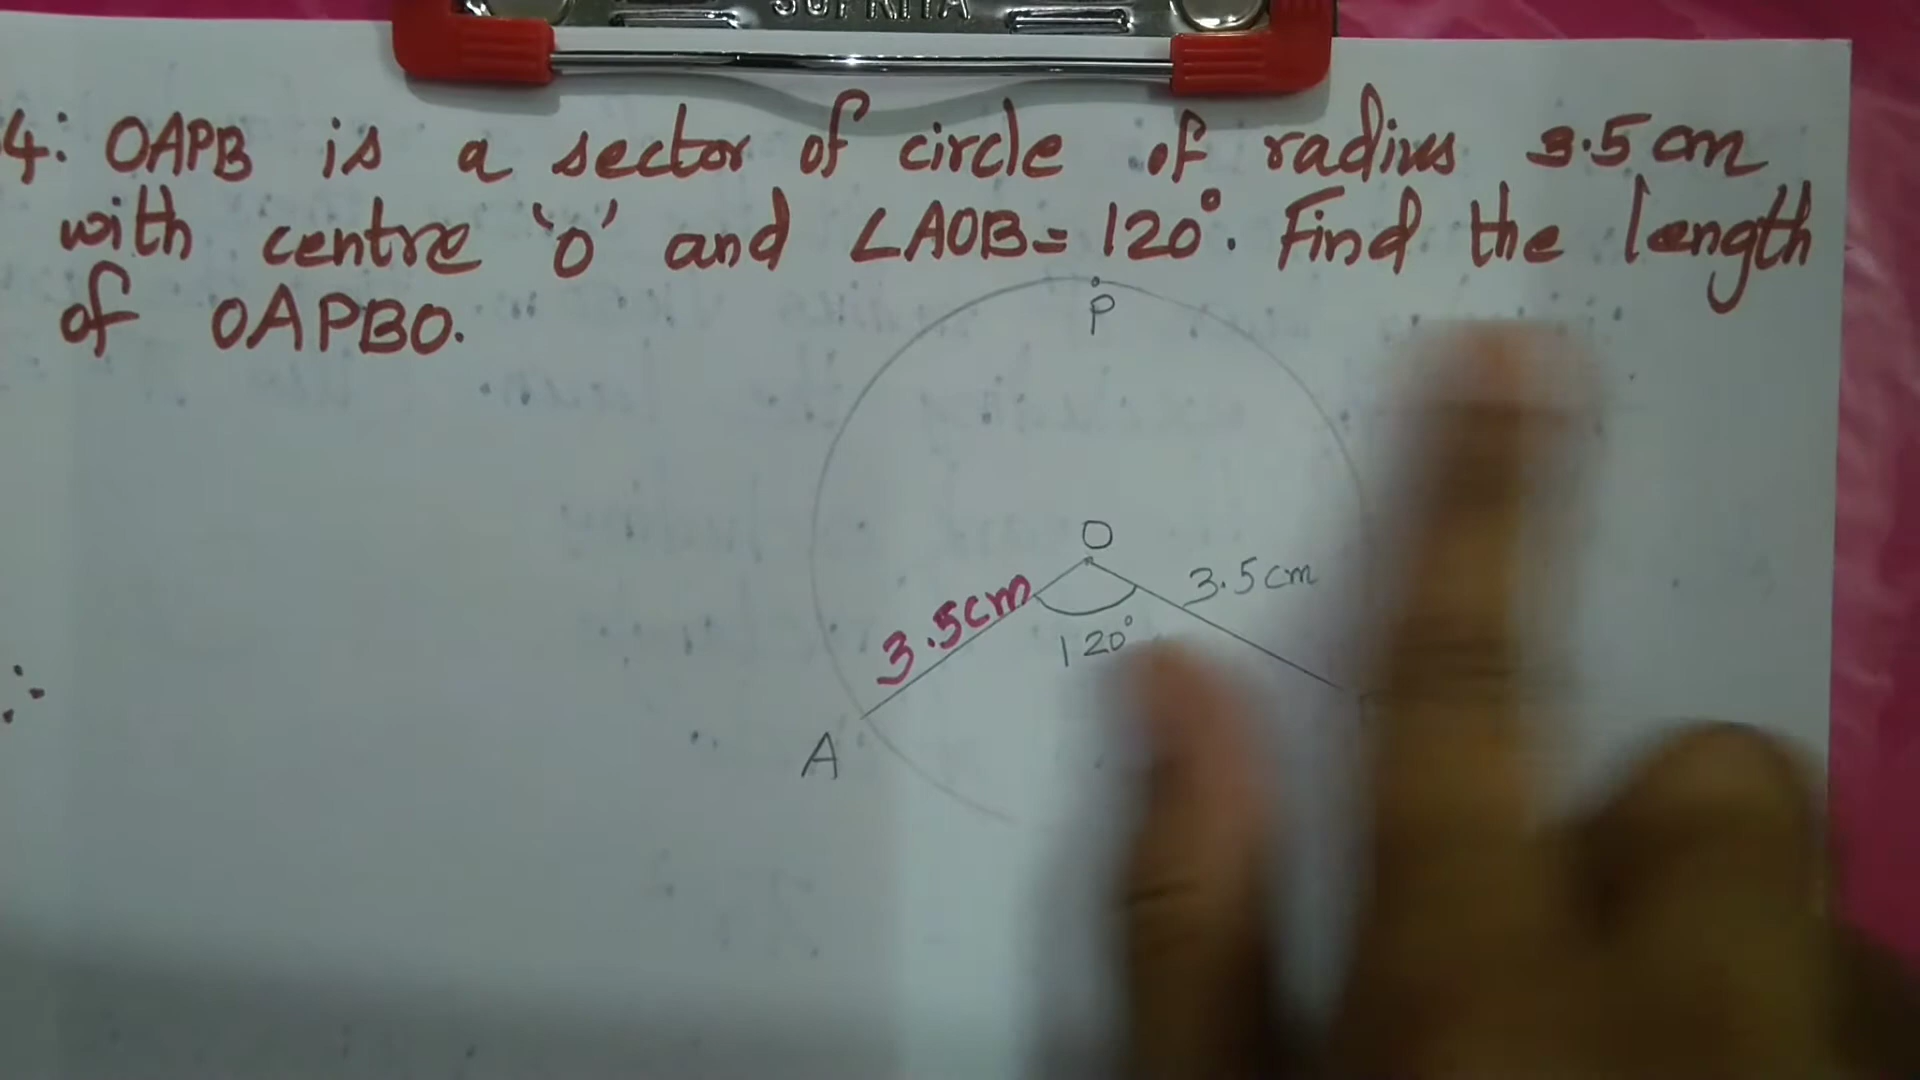 SUPRIYA
4: OAPB is a sector of circle of radius 3.5 cm
with centre 'O' and ∠AOB = 120°. Find the length
of OAPBO.
P
O
3.5cm
3.5cm
120°
A
∴